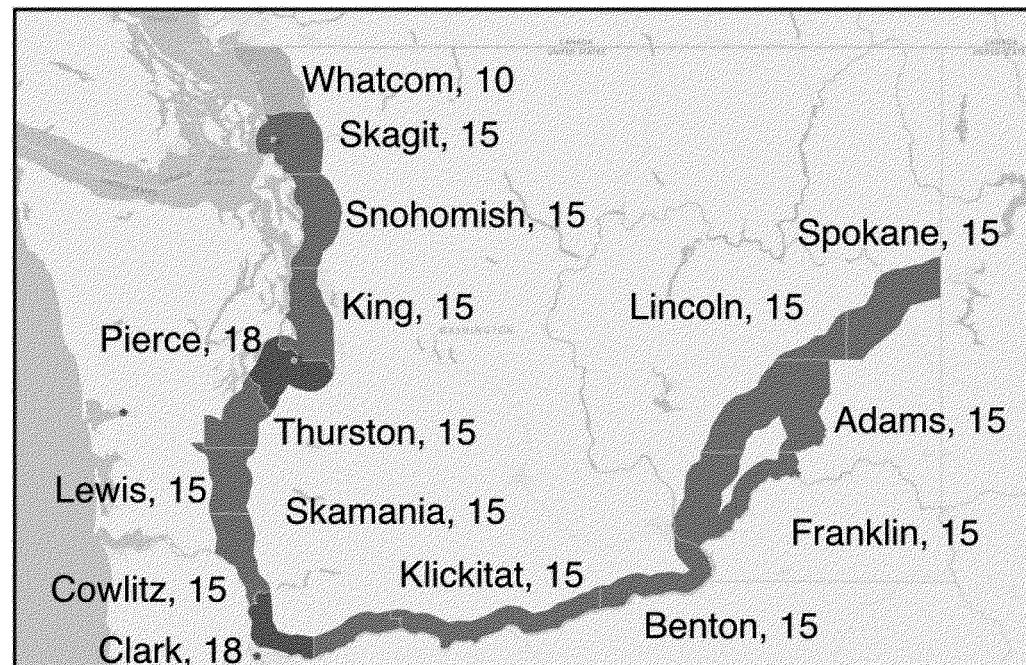 Whatcom, 10
Skagit, 15
Snohomish, 15
Spokane, 15
King, 15
Lincoln, 15
Pierce, 18
WASHINGTON
Thurston, 15
Adams, 15
Lewis, 15
Skamania, 15
Franklin, 15
Klickitat, 15
Cowlitz, 15
Benton, 15
Clark, 18